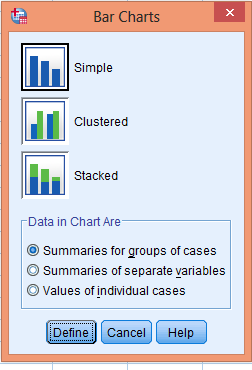 Bar Charts
Simple
Clustered
Stacked
Data in Chart Are
Summaries for groups of cases
Summaries of separate variables
Values of individual cases
Define Cancel Help